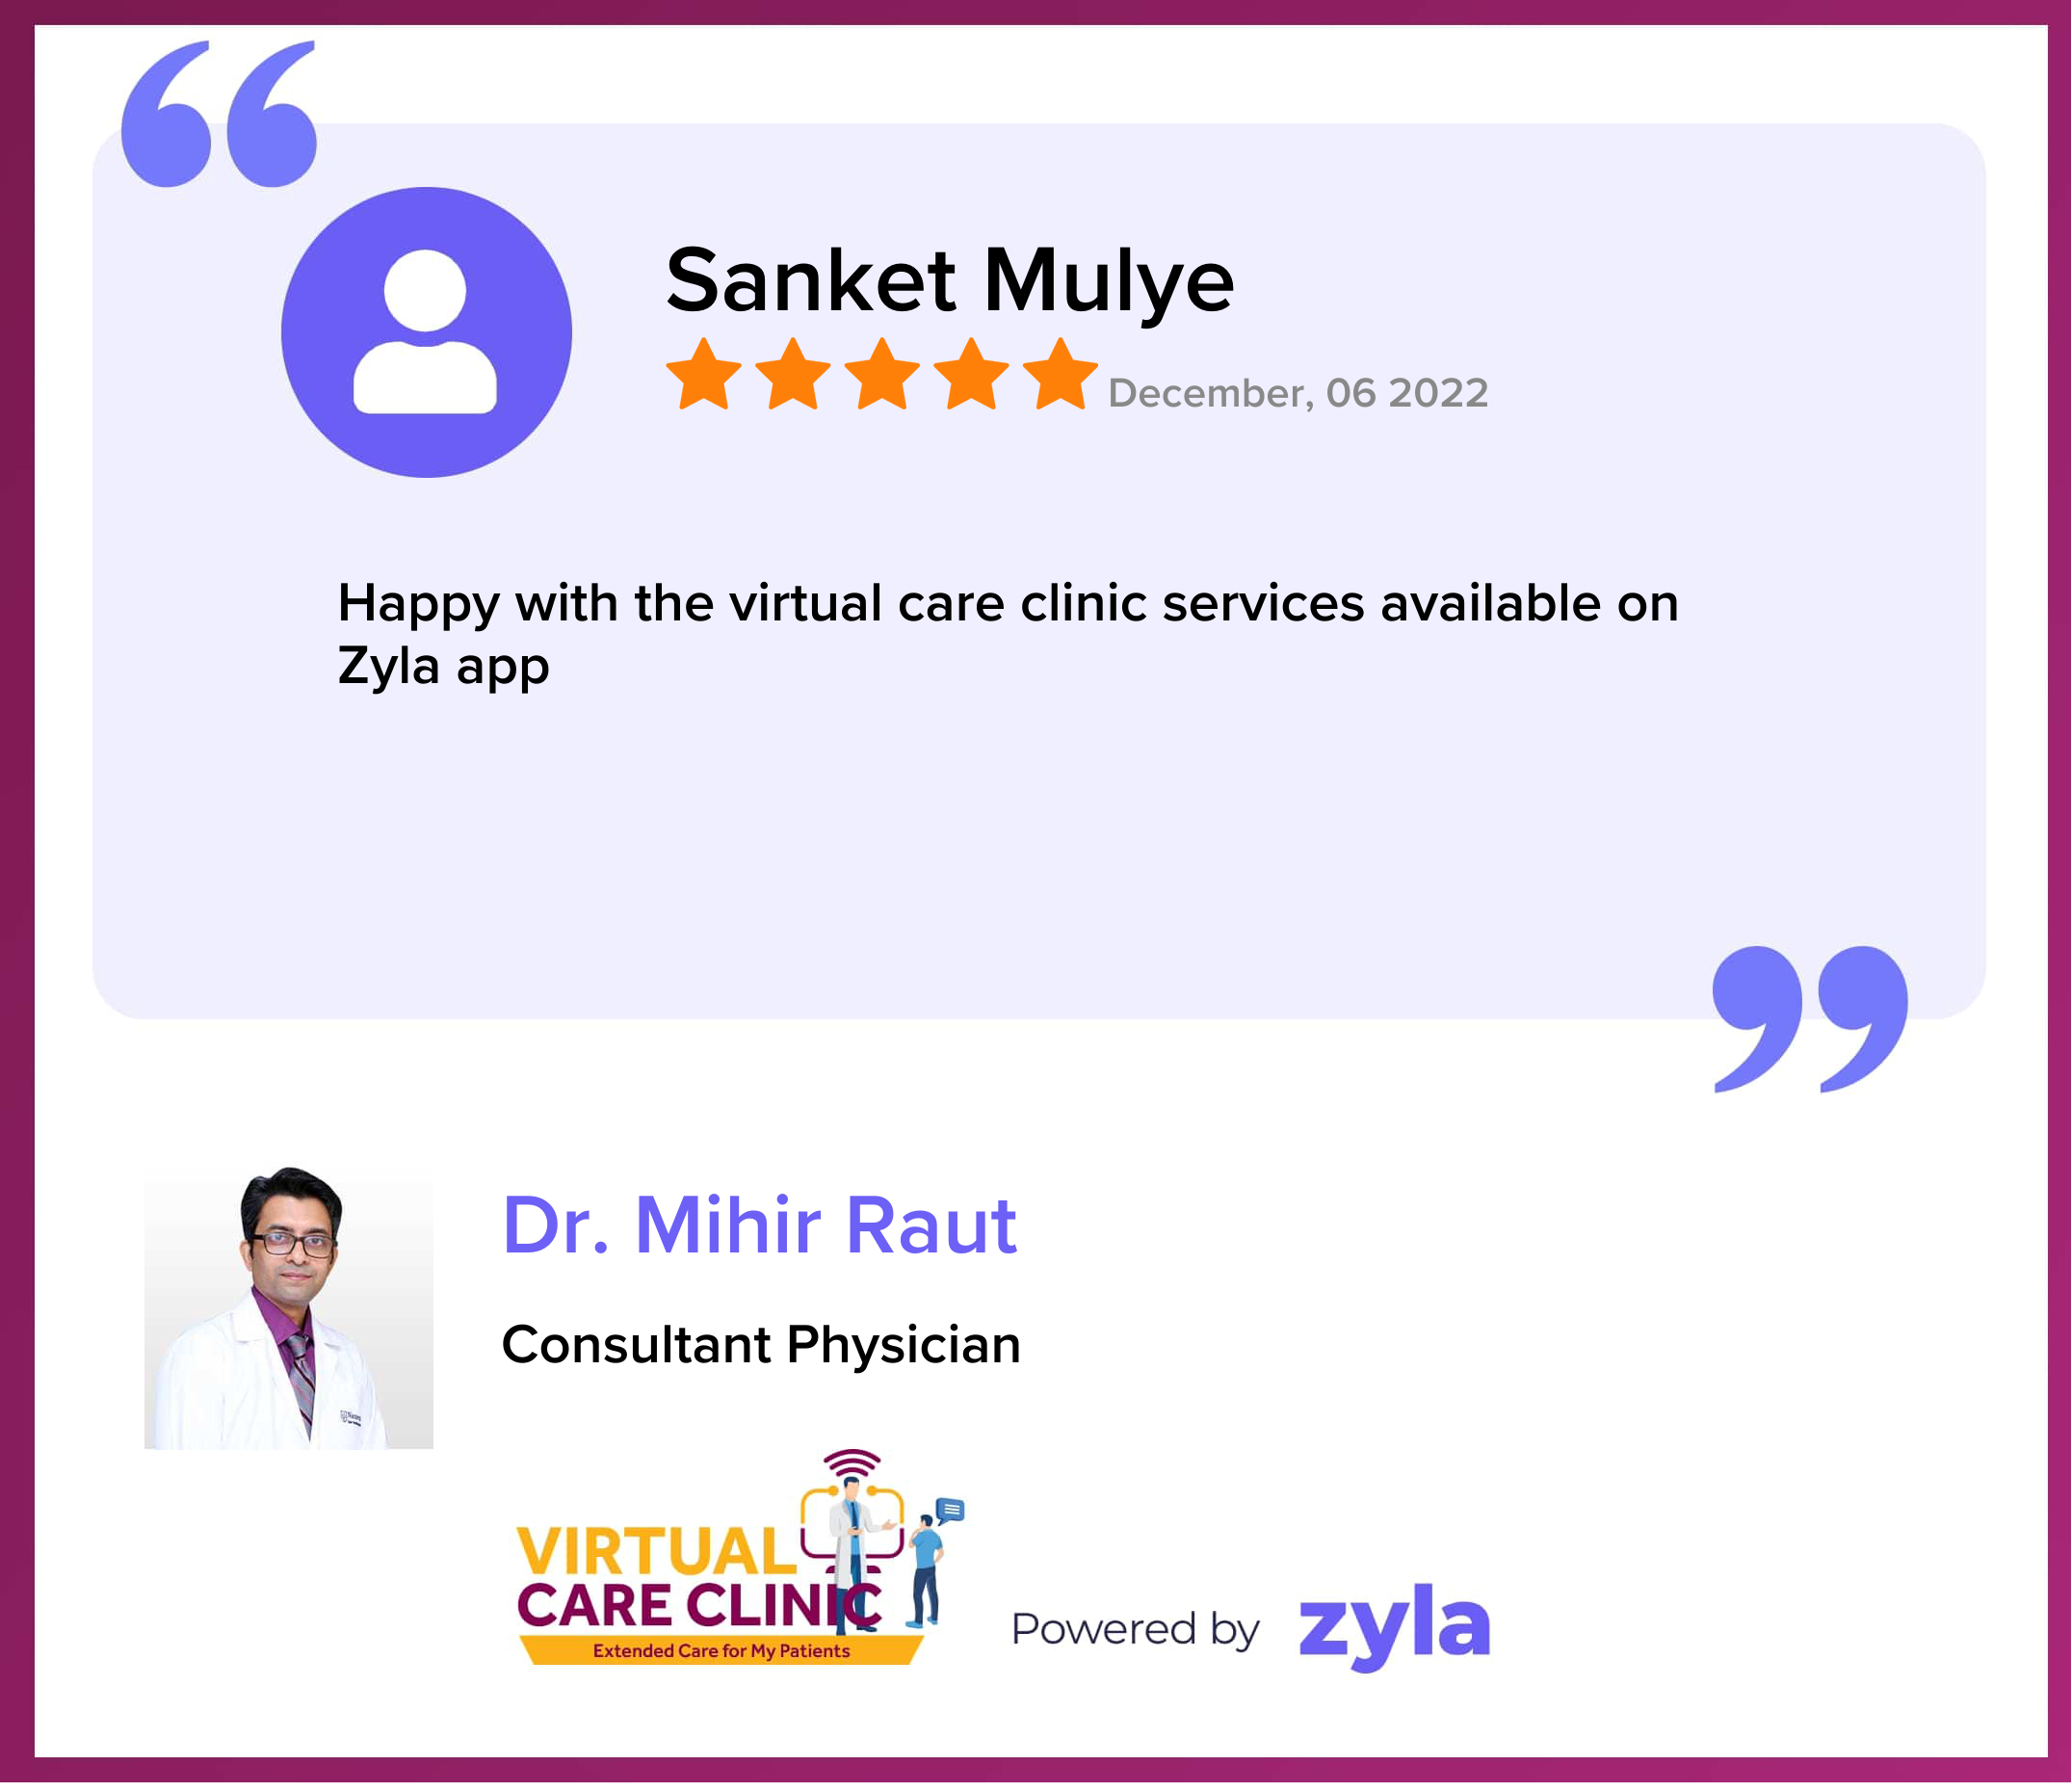 Sanket Mulye
December, 06 2022
Happy with the virtual care clinic services available on
Zyla app
Dr. Mihir Raut
Consultant Physician
VIRTUAL
CARE CLINIC
Extended Care for My Patients
Powered by zyla